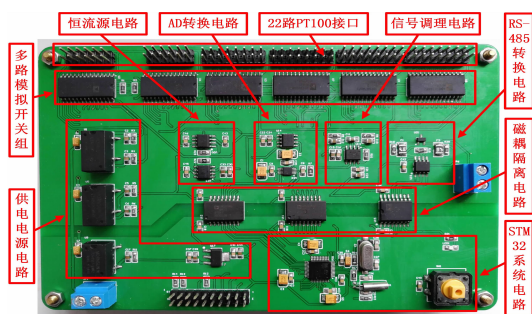 恒流源电路
AD转换电路
22路PT100接口
信号调理电路
RS-485转换电路
多路模拟开关组
磁耦隔离电路
供电电源电路
STM32系统电路